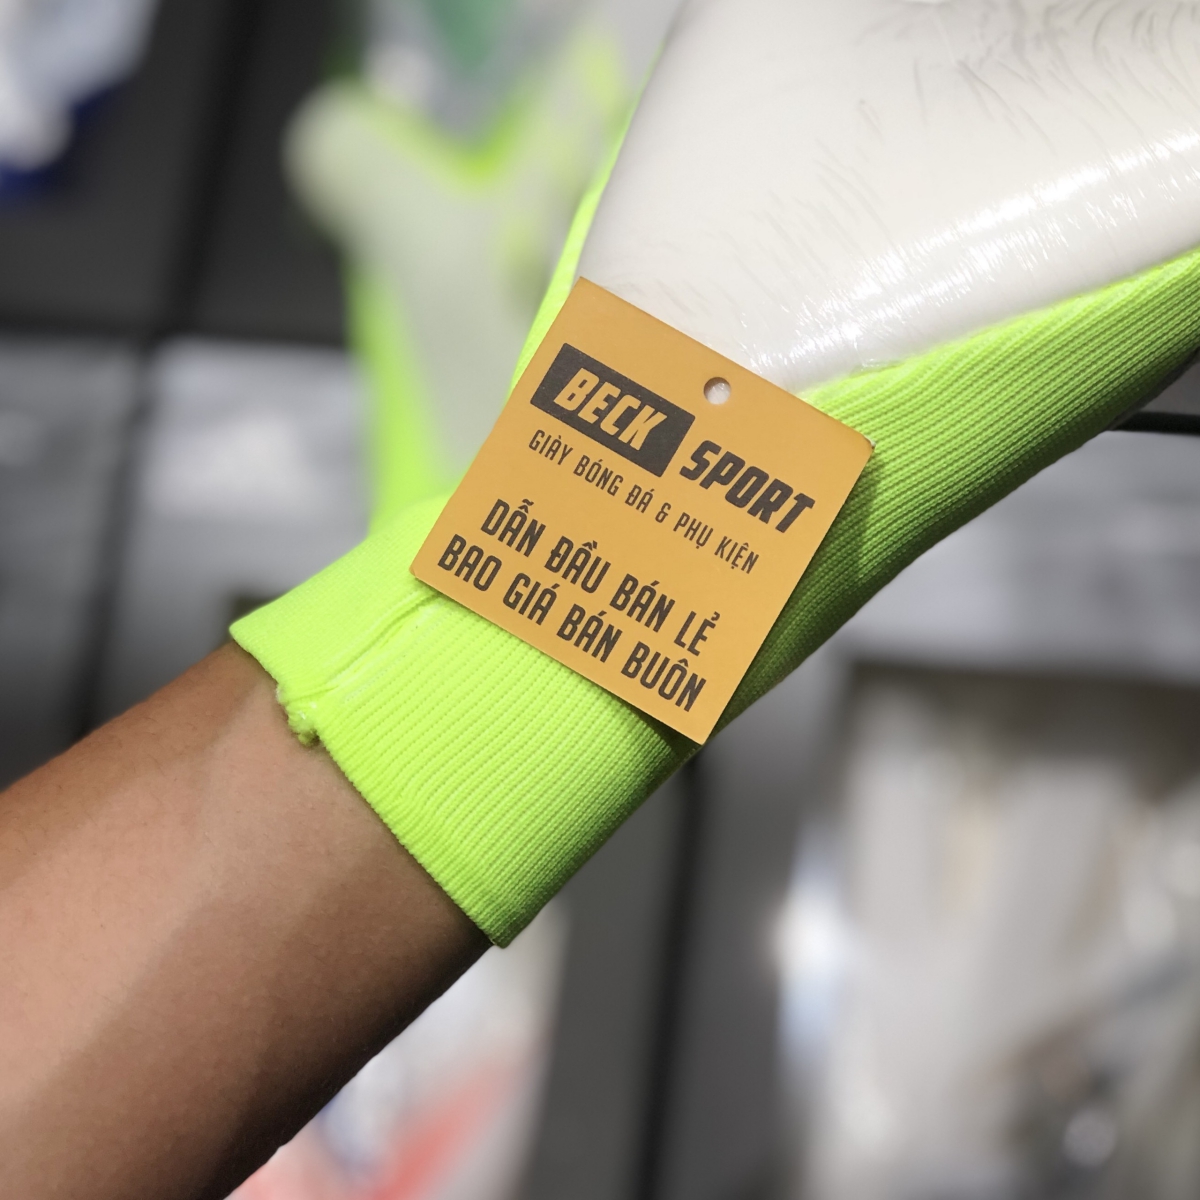 BECK SPORT
GIÀY BÓNG ĐÁ & PHỤ KIỆN
DẪN ĐẦU BÁN LẺ
BAO GIÁ BÁN BUÔN